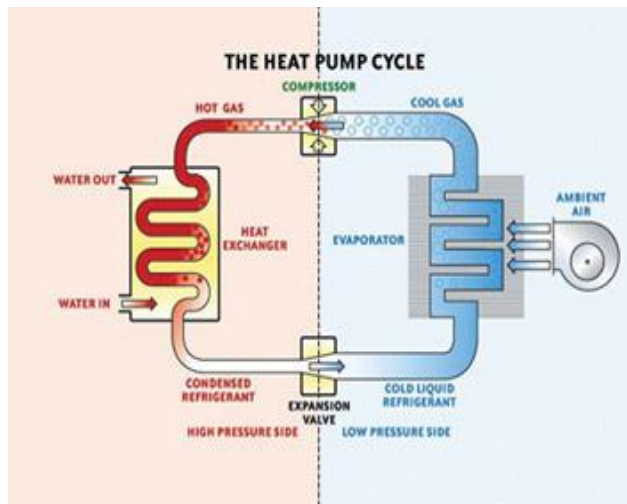 THE HEAT PUMP CYCLE
COMPRESSOR
HOT GAS
COOL GAS
WATER OUT
HEAT
EXCHANGER
EVAPORATOR
AMBIENT
AIR
WATER IN
CONDENSED
REFRIGERANT
EXPANSION
VALVE
COLD LIQUID
REFRIGERANT
HIGH PRESSURE SIDE
LOW PRESSURE SIDE